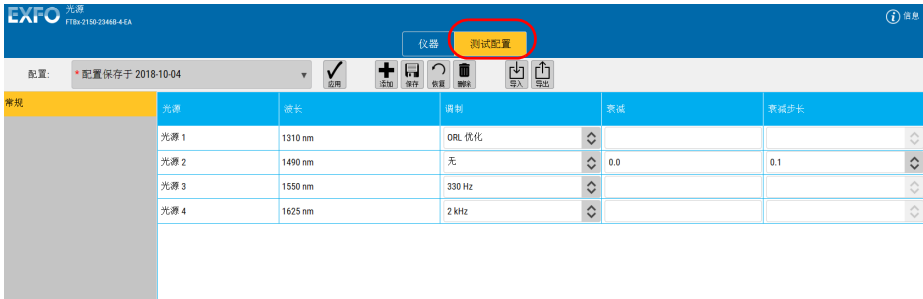 EXFO 光源
FTBx-2150-2346B-4-EA
信息
仪器 测试配置
配置: * 配置保存于 2018-10-04 应用 添加 保存 恢复 删除 导入 导出
常规
光源 波长 调制 衰减 衰减步长
光源 1 1310 nm ORL 优化
光源 2 1490 nm 无 0.0 0.1
光源 3 1550 nm 330 Hz
光源 4 1625 nm 2 kHz